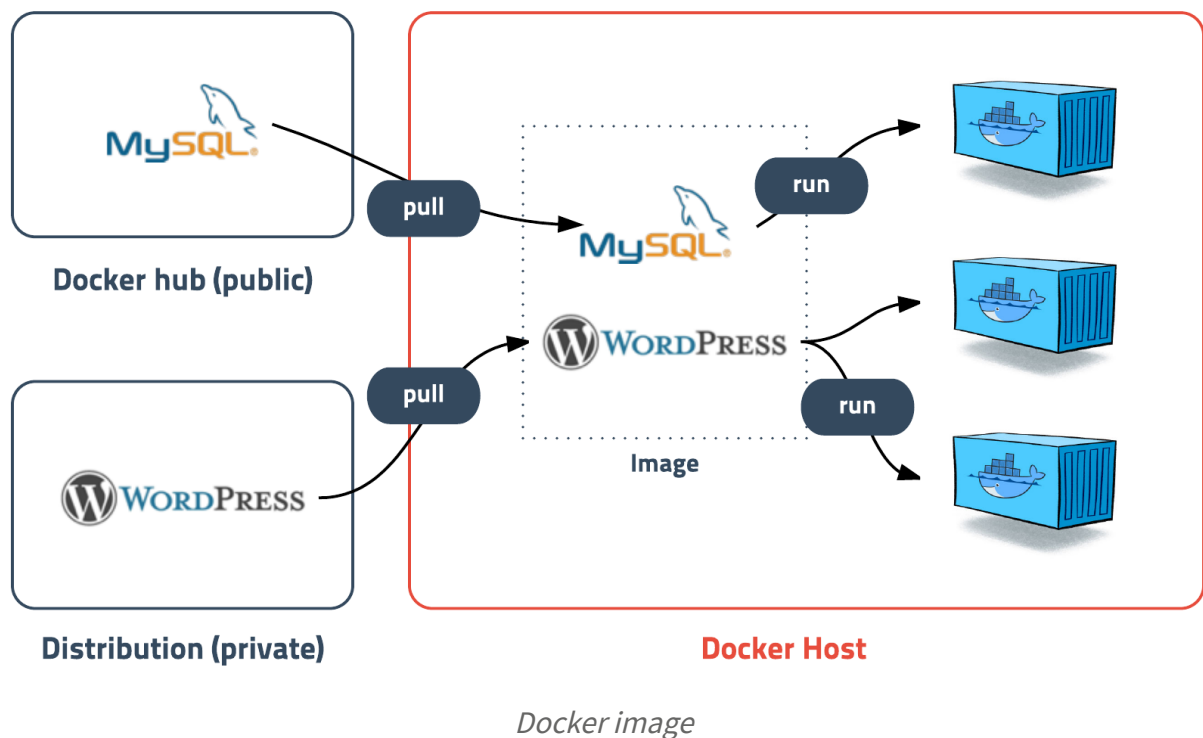 MySQL®
pull
Docker hub (public)
run
MySQL®
WORDPRESS
Image
pull
run
WORDPRESS
Distribution (private)
Docker Host
Docker image